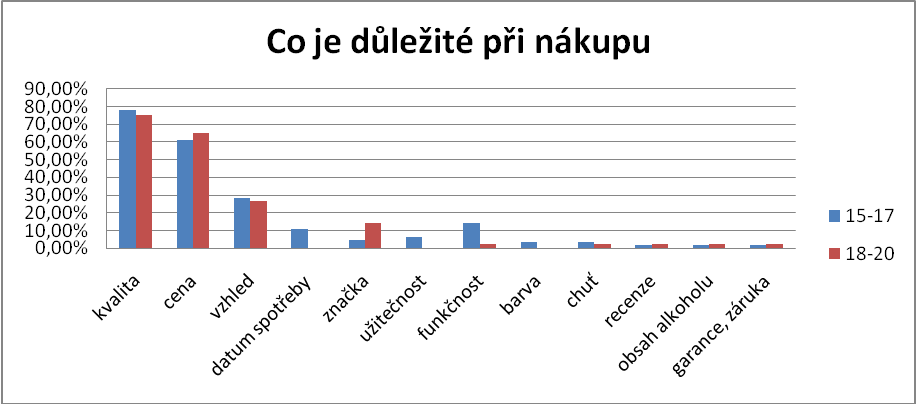 Co je důležité při nákupu
90,00%
80,00%
70,00%
60,00%
50,00%
40,00%
30,00%
20,00%
10,00%
0,00%
kvalita
cena
vzhled
datum spotřeby
značka
užitečnost
funkčnost
barva
chuť
recenze
obsah alkoholu
garance, záruka
15-17
18-20